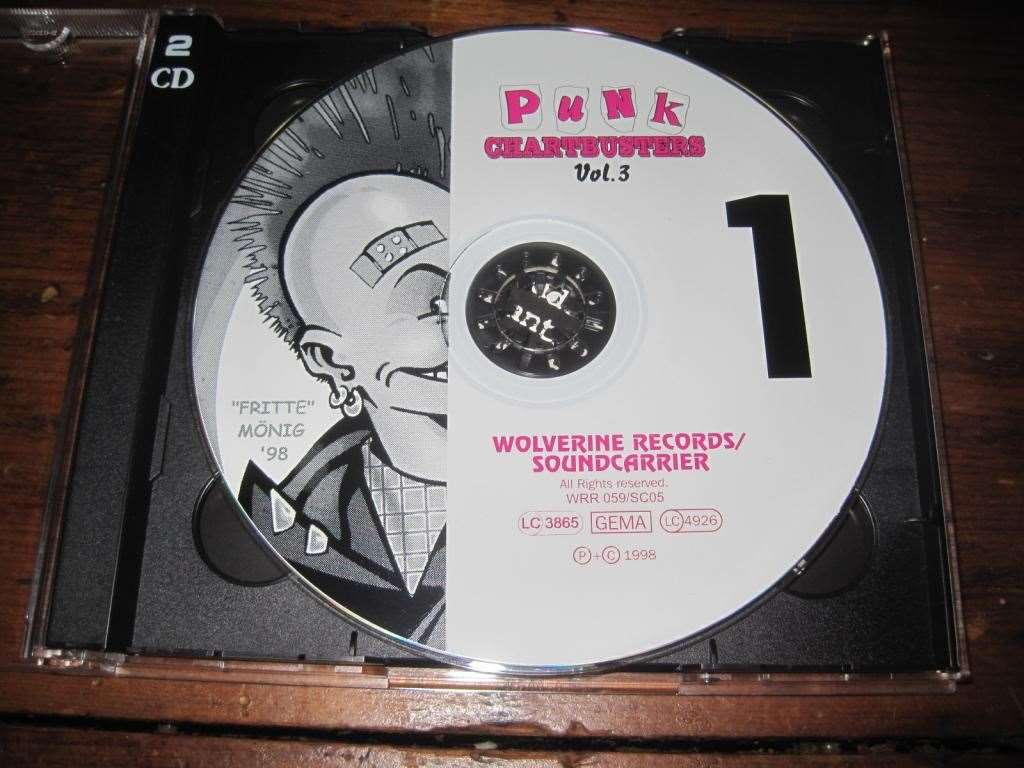 2
CD
PuNk
CHARTBUSTERS
Vol.3
1
"FRITTE"
MÖNIG
'98
WOLVERINE RECORDS/
SOUNDCARRIER
All Rights reserved.
WRR 059/SC05
LC 3865 GEMA LC 4926
P+C 1998